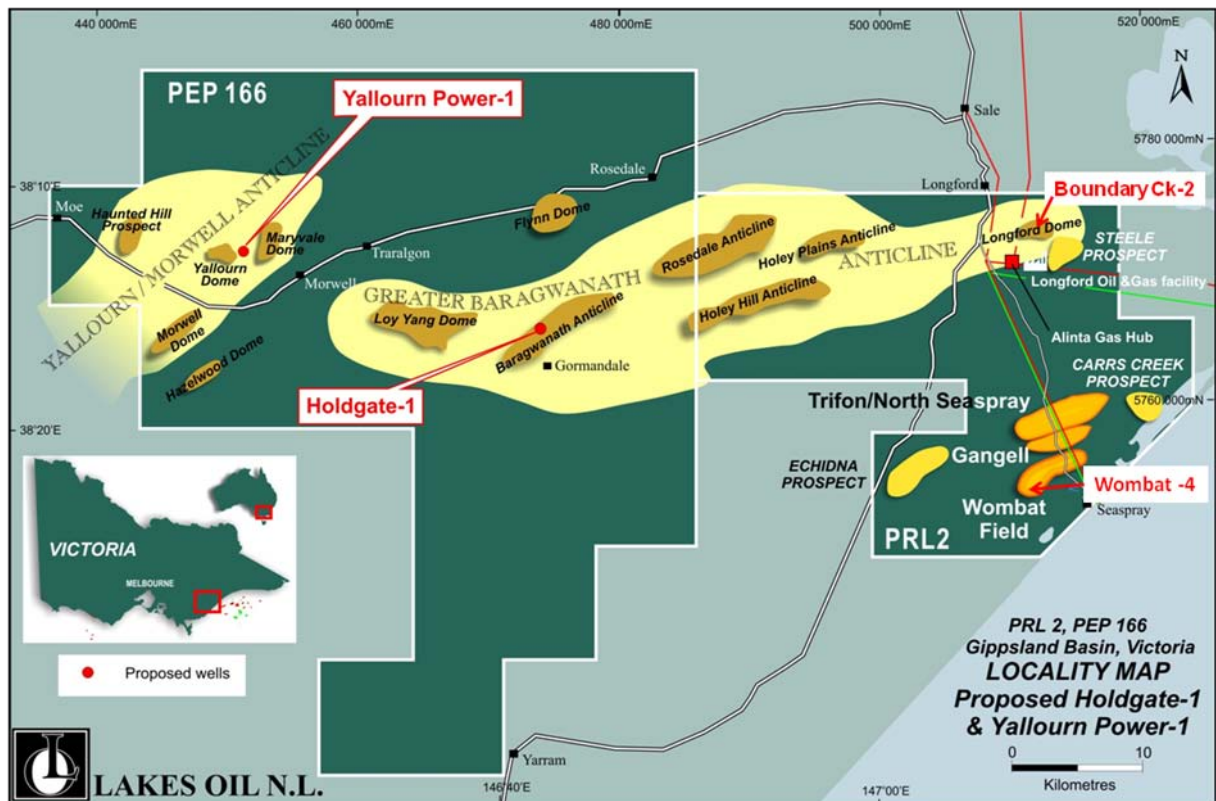 440 000mE
460 000mE
480 000mE
500 000mE
520 000mE
N
PEP 166
Yallourn Power-1
Sale
5780 000mN
38°10'
Moe
Rosedale
Longford
Boundary Ck-2
YALLOURN/MORWELL ANTICLINE
Haunted Hill
Prospect
Maryvale
Dome
Yallourn
Dome
Flynn Dome
Traralgon
Morwell
Rosedale Anticline
Holey Plains Anticline
Longford Dome
STEELE
PROSPECT
GREATER BARAGWANATH
ANTICLINE
Longford Oil &Gas facility
Loy Yang Dome
Baragwanath Anticline
Holey Hill Anticline
Morwell
Dome
Hazelwood Dome
Gormandale
Alinta Gas Hub
CARRS CREEK
PROSPECT
Holdgate-1
Trifon/North Seaspray
5760 000mN
38°20'
Gangell
ECHIDNA
PROSPECT
Wombat -4
Wombat
Field
Seaspray
PRL2
VICTORIA
MELBOURNE
Proposed wells
PRL 2, PEP 166
Gippsland Basin, Victoria
LOCALITY MAP
Proposed Holdgate-1
& Yallourn Power-1
0
10
Kilometres
Yarram
146°40'E
147°00'E
LAKES OIL N.L.